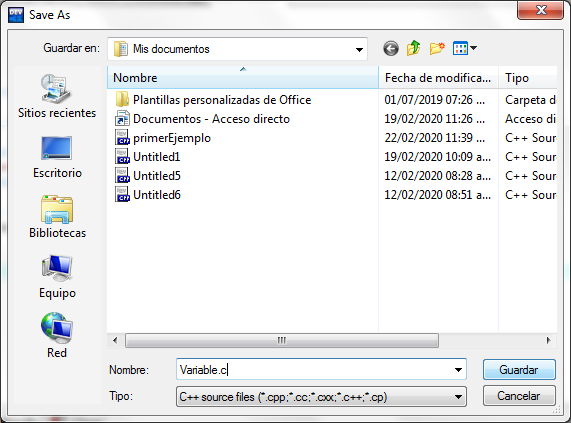 Save As
Guardar en: Mis documentos
Nombre Fecha de modifica... Tipo
Plantillas personalizadas de Office 01/07/2019 07:26 ... Carpeta d
Documentos - Acceso directo 19/02/2020 11:26 ... Acceso di
primerEjemplo 22/02/2020 11:39 ... C++ Sour
Untitled1 19/02/2020 10:09 a... C++ Sour
Untitled5 12/02/2020 08:28 a... C++ Sour
Untitled6 12/02/2020 08:51 a... C++ Sour
Sitios recientes
Escritorio
Bibliotecas
Equipo
Red
Nombre: Variable.c Guardar
Tipo: C++ source files (*.cpp;*.cc;*.cxx;*.c++;*.cp) Cancelar